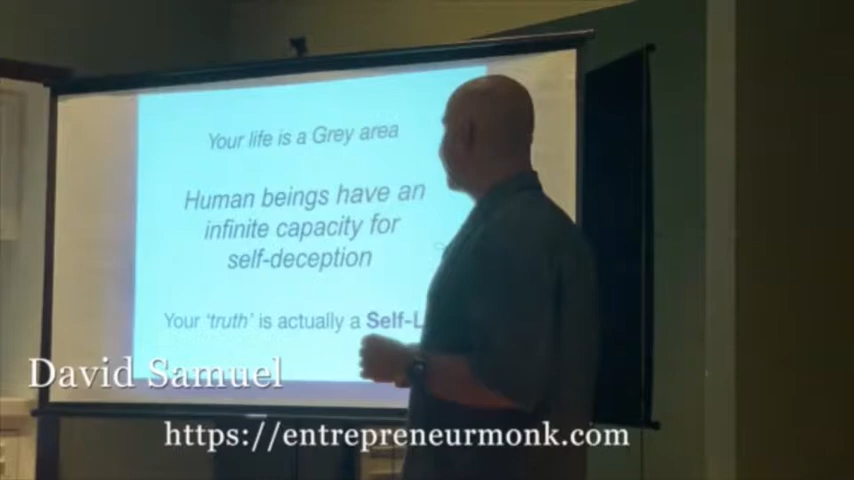 Your life is a Grey area
Human beings have an
infinite capacity for
self-deception
Your 'truth' is actually a
David Samuel
https://entrepreneurmonk.com